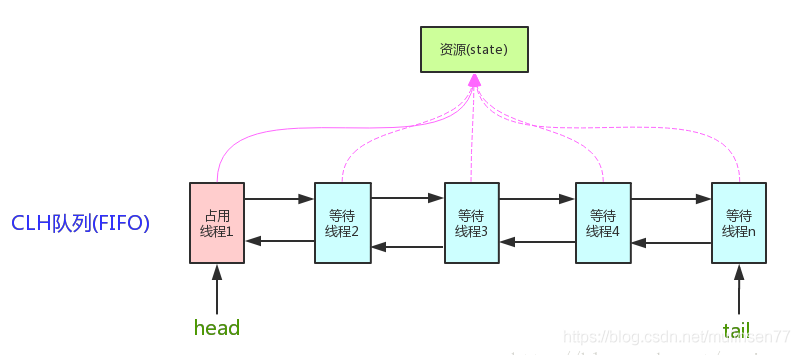 资源(state)
CLH队列(FIFO)
占用
线程1
等待
线程2
等待
线程3
等待
线程4
等待
线程n
head
tail